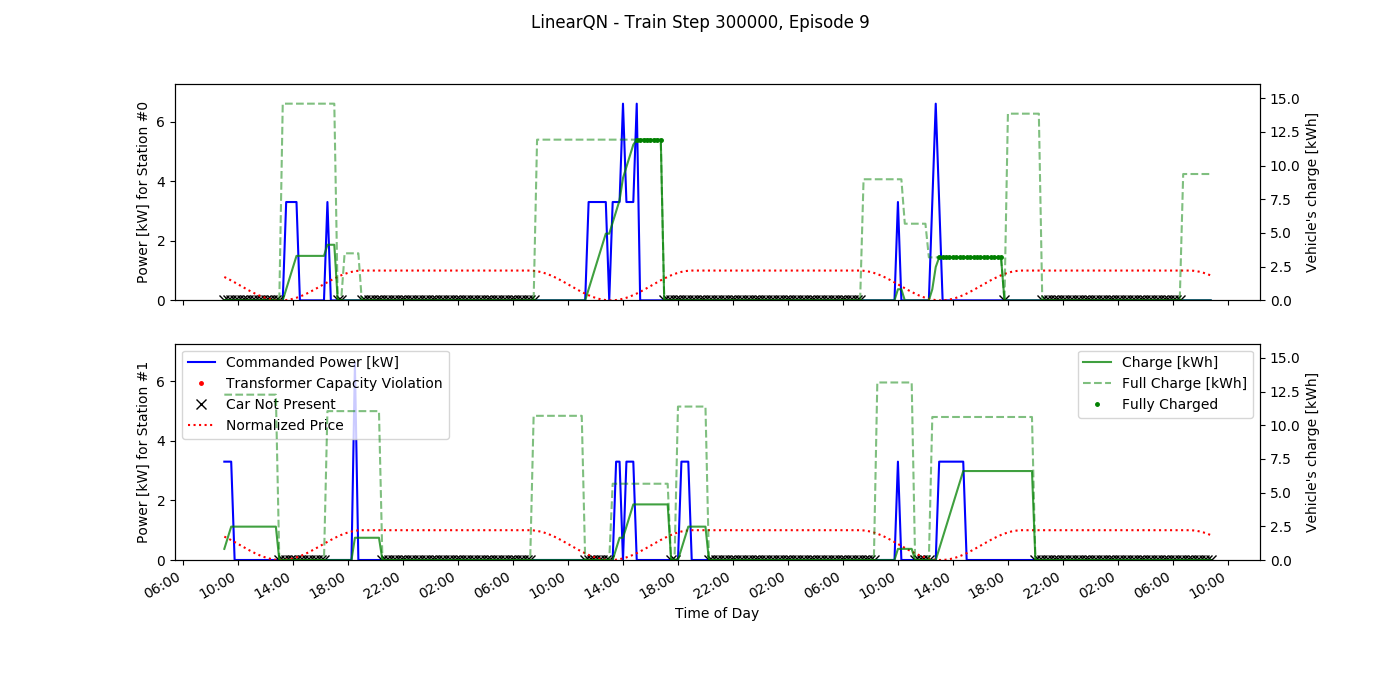 LinearQN - Train Step 300000, Episode 9
Power [kW] for Station #0
0
2
4
6
0.0
2.5
5.0
7.5
10.0
12.5
15.0
Vehicle's charge [kWh]
Power [kW] for Station #1
0
2
4
6
Commanded Power [kW]
Transformer Capacity Violation
Car Not Present
Normalized Price
Charge [kWh]
Full Charge [kWh]
Fully Charged
0.0
2.5
5.0
7.5
10.0
12.5
15.0
Vehicle's charge [kWh]
06:00 10:00 14:00 18:00 22:00 02:00 06:00 10:00 14:00 18:00 22:00 02:00 06:00 10:00 14:00 18:00 22:00 02:00 06:00 10:00
Time of Day